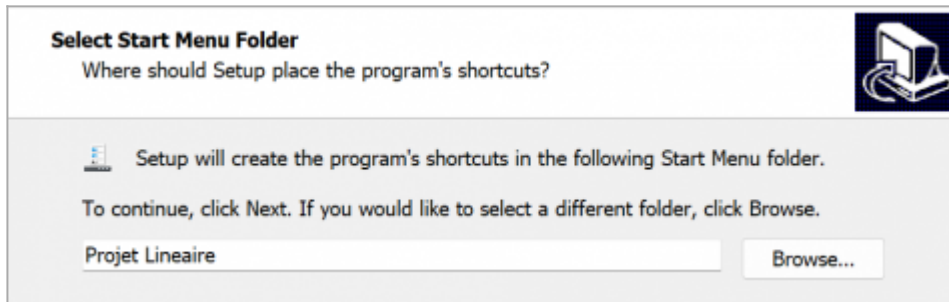 Select Start Menu Folder
Where should Setup place the program's shortcuts?
Setup will create the program's shortcuts in the following Start Menu folder.
To continue, click Next. If you would like to select a different folder, click Browse.
Projet Lineaire
Browse...